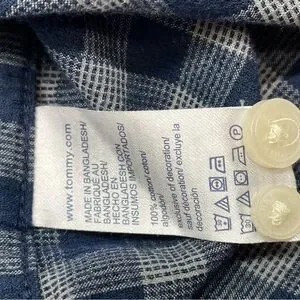 www.tommy.com
MADE IN BANGLADESH/
FABRIQUE AU
BANGLADESH/
HECHO EN
BANGLADESH CON
INSUMOS IMPORTADOS/
100% cotton/ coton/
algodón/
exclusive of decoration/
sauf décoration/ excluye la
decoración